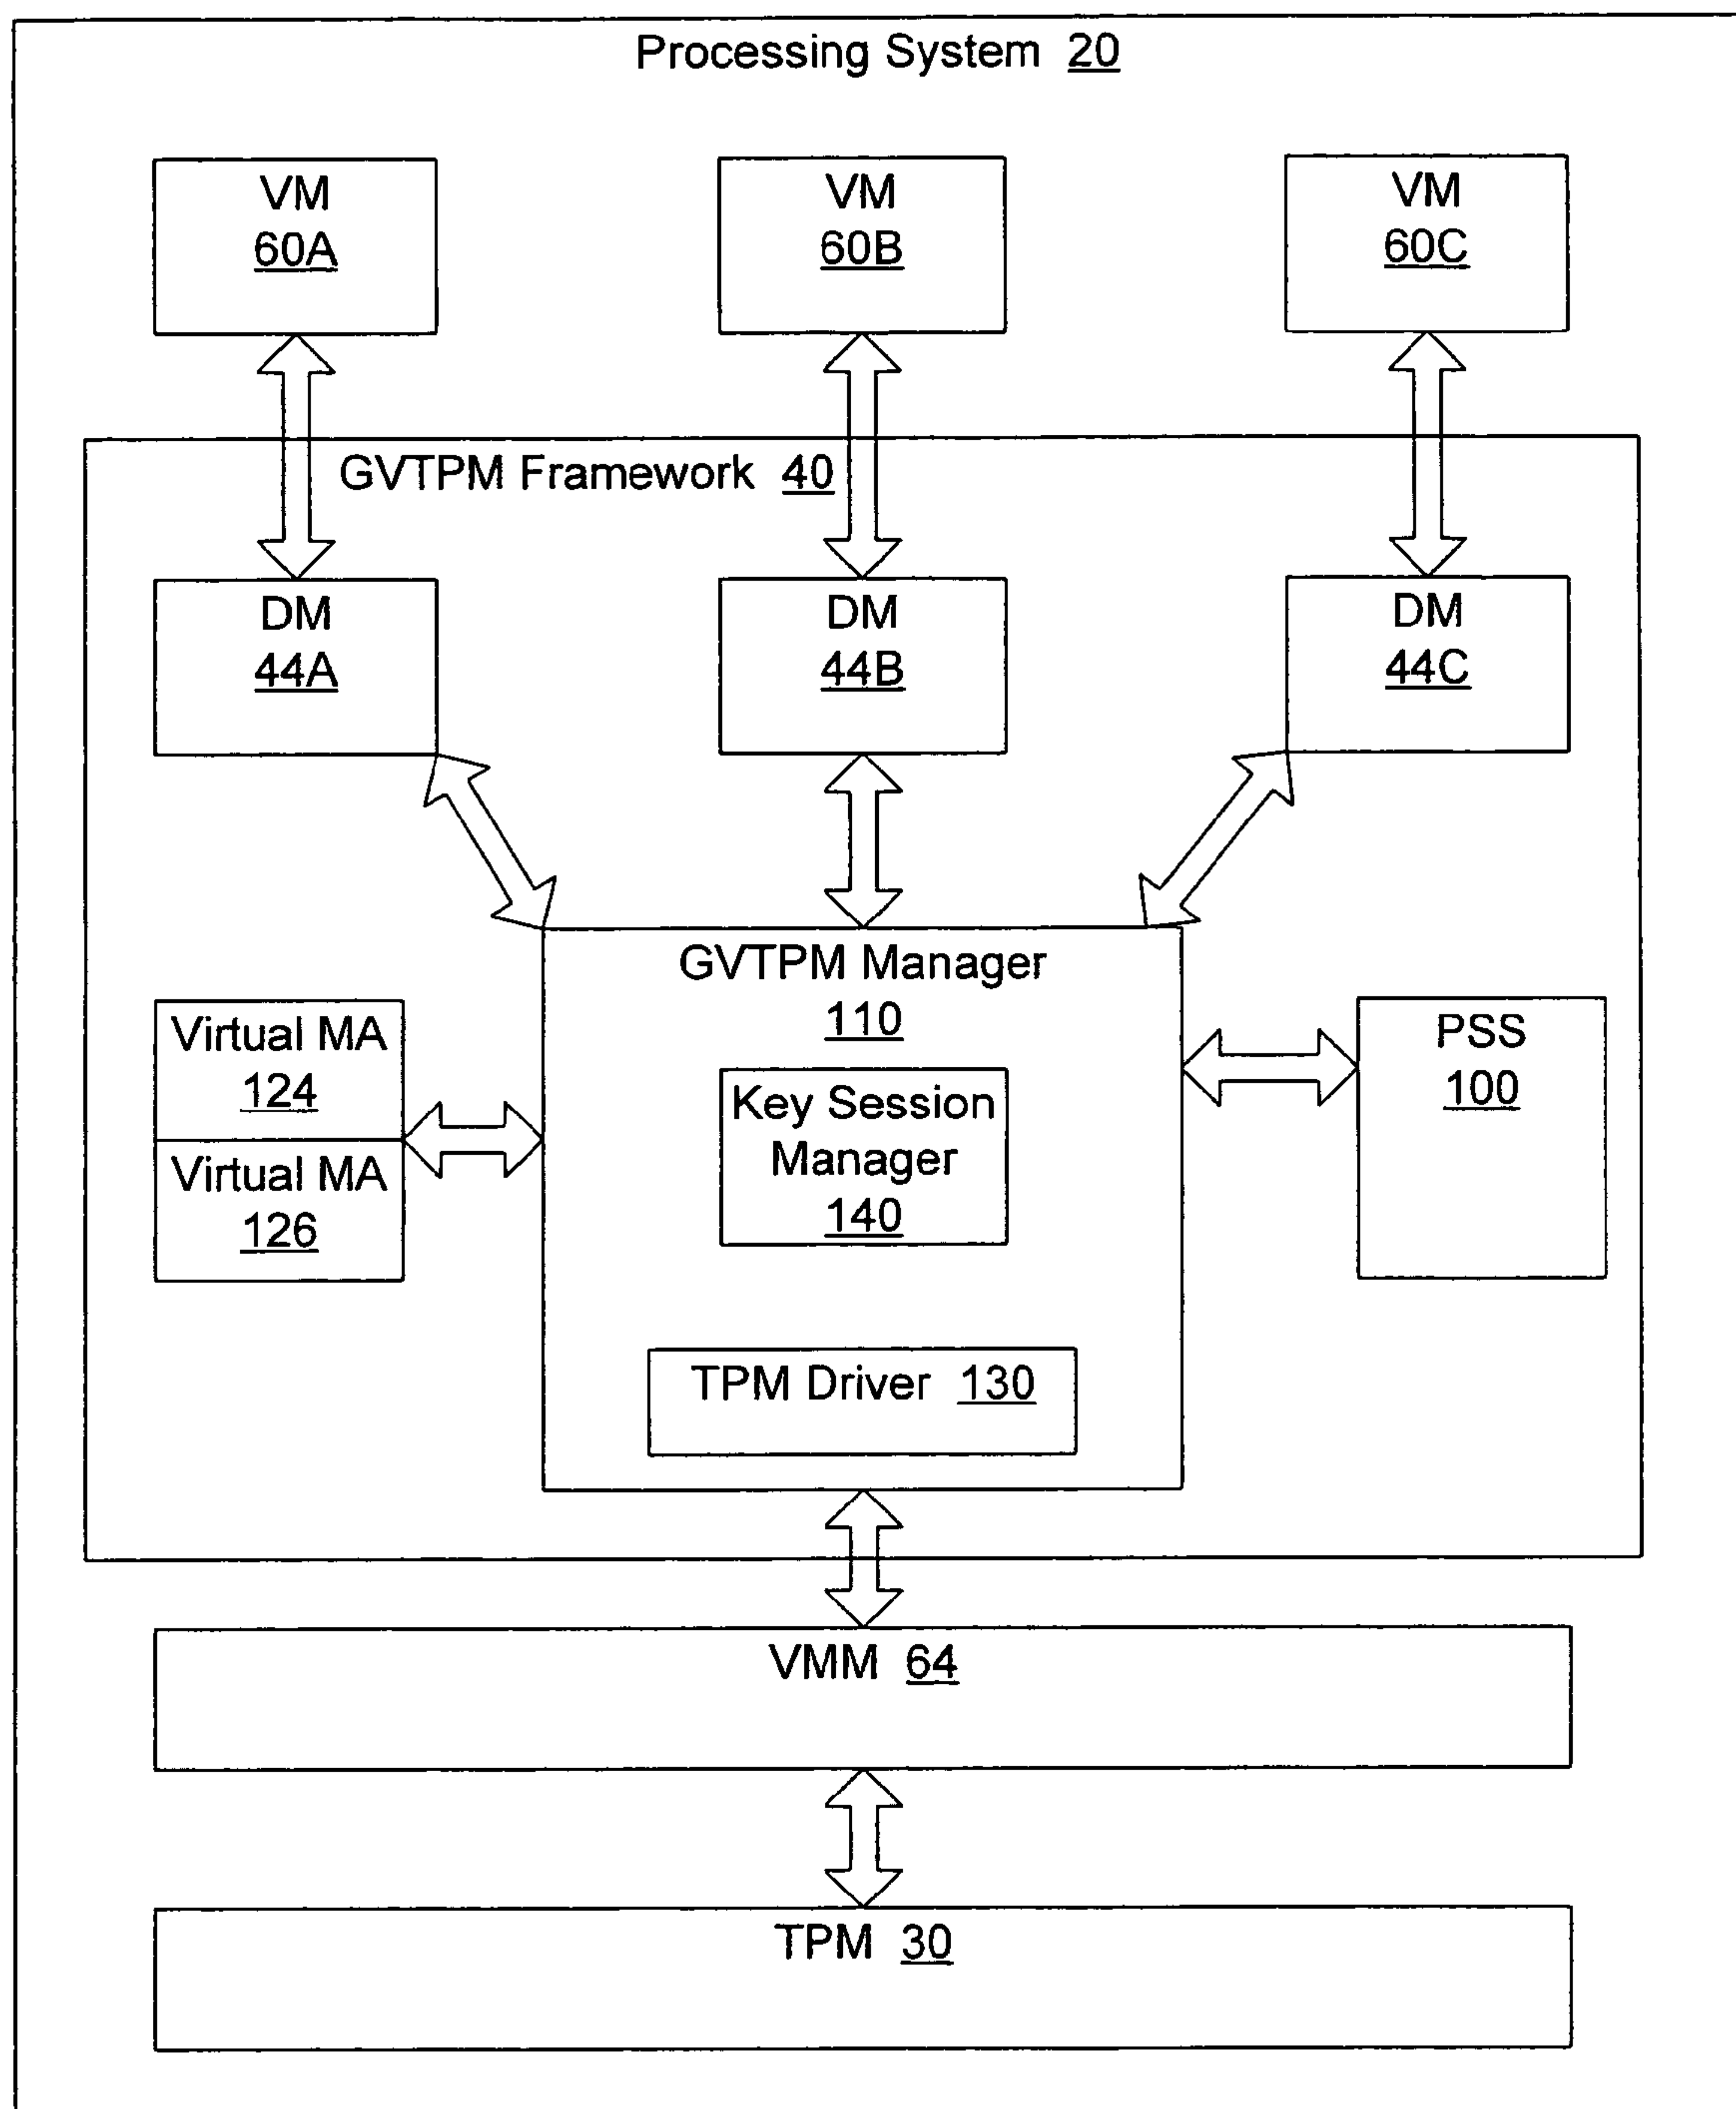 Processing System 20
VM
60A
VM
60B
VM
60C
GVTPM Framework 40
DM
44A
DM
44B
DM
44C
GVTPM Manager
110
Virtual MA
124
Virtual MA
126
Key Session
Manager
140
PSS
100
TPM Driver 130
VMM 64
TPM 30